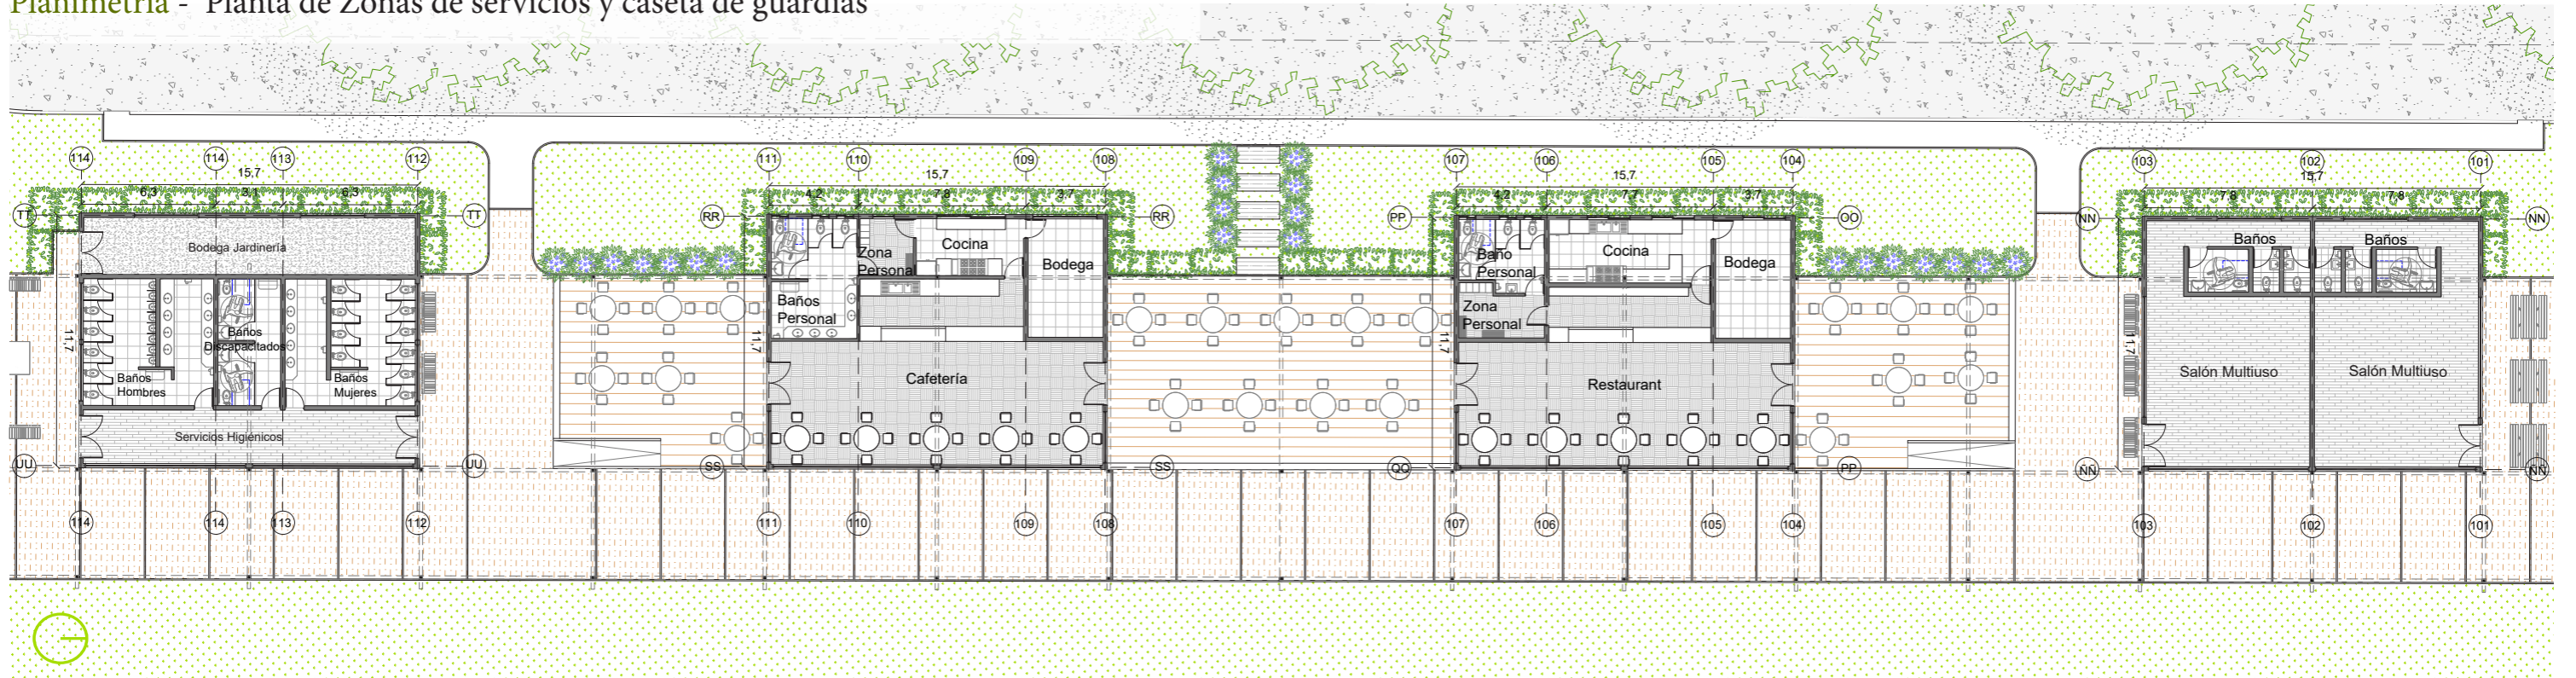 Planimetría - Planta de Zonas de servicios y caseta de guardias
114 114 113 112 111 110 109 108 107 106 105 104 103 102 101
15,7 15,7 15,7 15,7
6,3 3,1 6,3 4,2 7,8 3,7 4,2 7,7 3,7 7,8 7,8
TT TT RR RR PP OO NN NN
Bodega Jardinería
Baños
Discapacitados
Baños
Hombres
Baños
Mujeres
Servicios Higiénicos
11,7
Zona
Personal
Cocina
Bodega
Baños
Personal
Cafetería
11,7
Baño
Personal
Cocina
Bodega
Zona
Personal
Restaurant
11,7
Baños Baños
Salón Multiuso Salón Multiuso
11,7
UU UU SS SS QQ PP ÑÑ ÑÑ
114 114 113 112 111 110 109 108 107 106 105 104 103 102 101